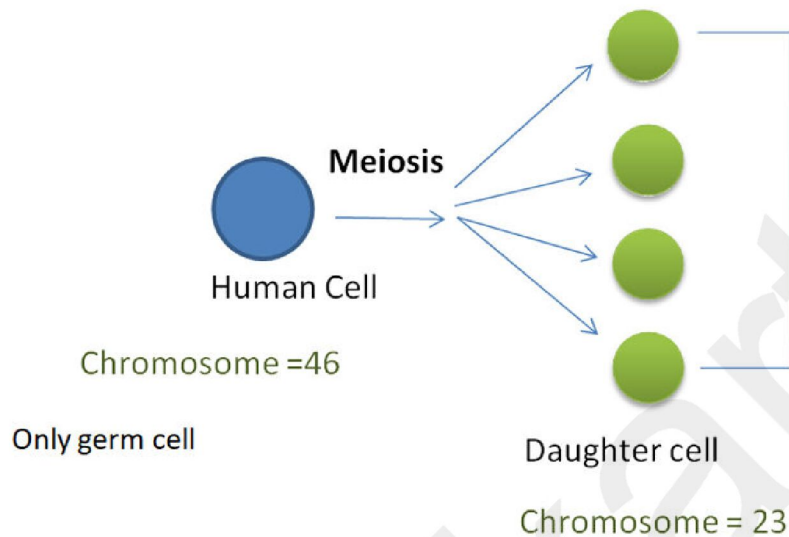 Meiosis
Human Cell
Chromosome =46
Only germ cell
Daughter cell
Chromosome = 23